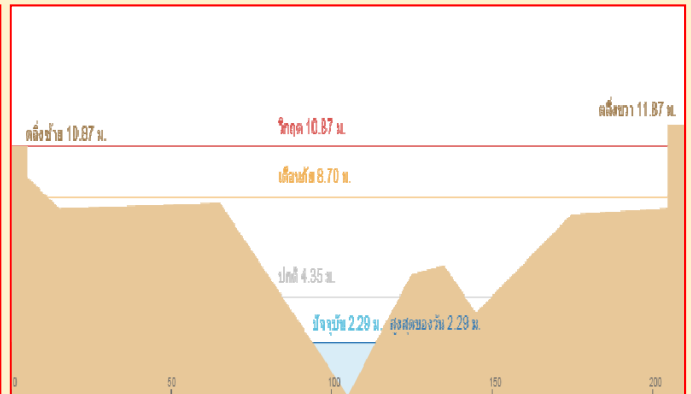 ตลิ่งขวา 11.87 ม.
ตลิ่งซ้าย 10.87 ม.
วิกฤต 10.87 ม.
เตือนภัย 8.70 ม.
ปกติ 4.35 ม.
ปัจจุบัน 2.29 ม. สูงสุดของวัน 2.29 ม.
0 50 100 150 200